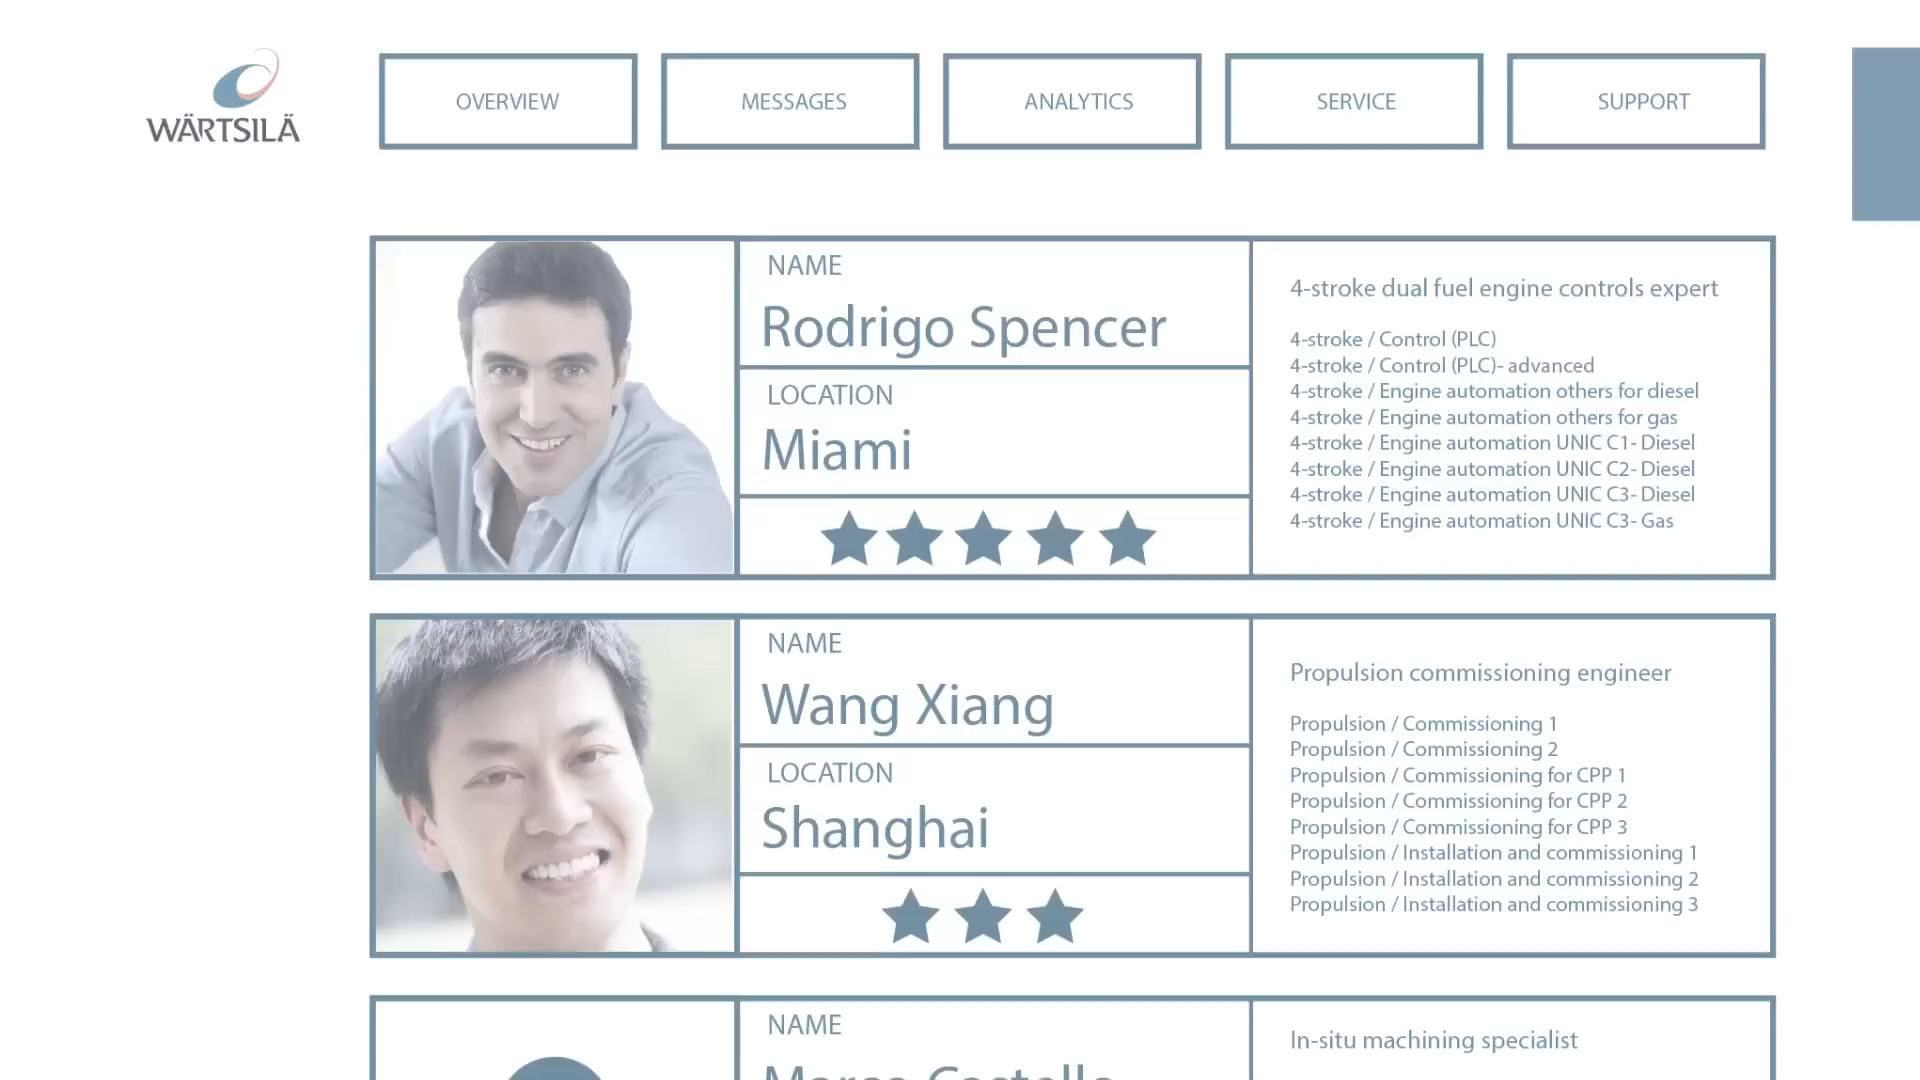 WÄRTSILÄ
OVERVIEW
MESSAGES
ANALYTICS
SERVICE
SUPPORT
NAME
Rodrigo Spencer
LOCATION
Miami
4-stroke dual fuel engine controls expert
4-stroke / Control (PLC)
4-stroke / Control (PLC)- advanced
4-stroke / Engine automation others for diesel
4-stroke / Engine automation others for gas
4-stroke / Engine automation UNIC C1- Diesel
4-stroke / Engine automation UNIC C2- Diesel
4-stroke / Engine automation UNIC C3- Diesel
4-stroke / Engine automation UNIC C3- Gas
NAME
Wang Xiang
LOCATION
Shanghai
Propulsion commissioning engineer
Propulsion / Commissioning 1
Propulsion / Commissioning 2
Propulsion / Commissioning for CPP 1
Propulsion / Commissioning for CPP 2
Propulsion / Commissioning for CPP 3
Propulsion / Installation and commissioning 1
Propulsion / Installation and commissioning 2
Propulsion / Installation and commissioning 3
NAME
In-situ machining specialist